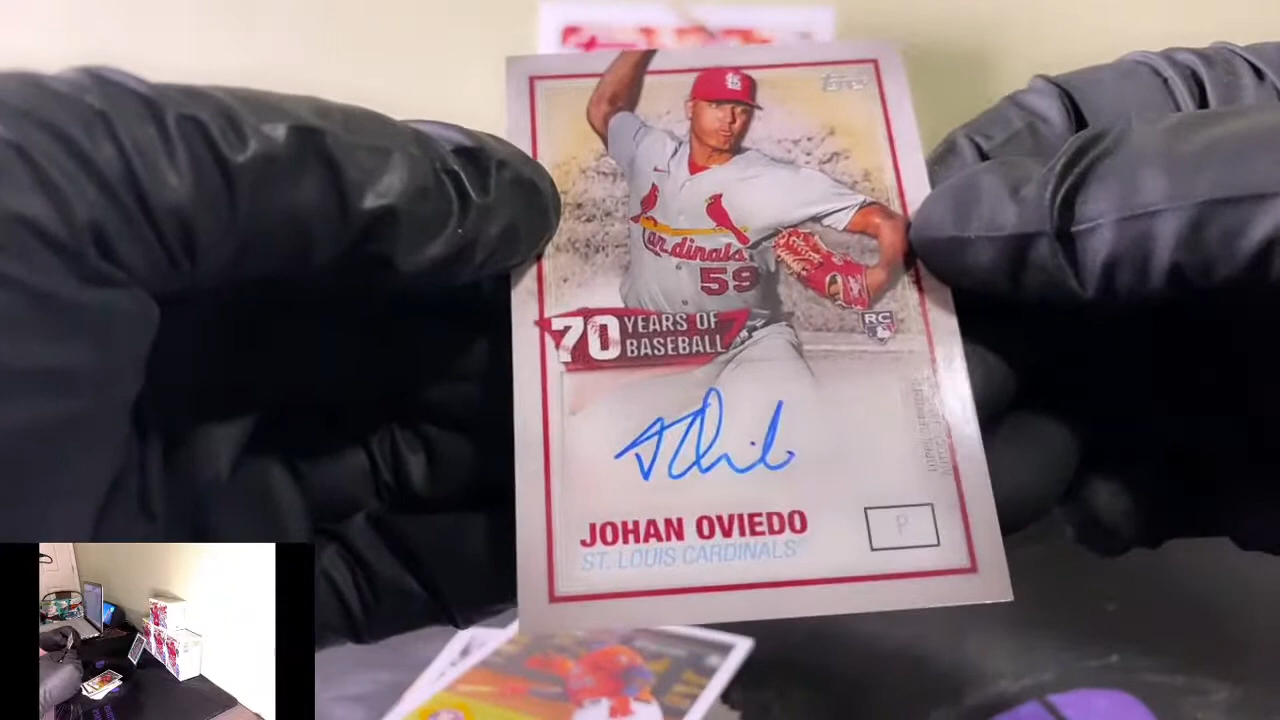 Topps
Cardinals
59
RC
70 YEARS OF
BASEBALL
JOHAN OVIEDO
ST. LOUIS CARDINALS
P